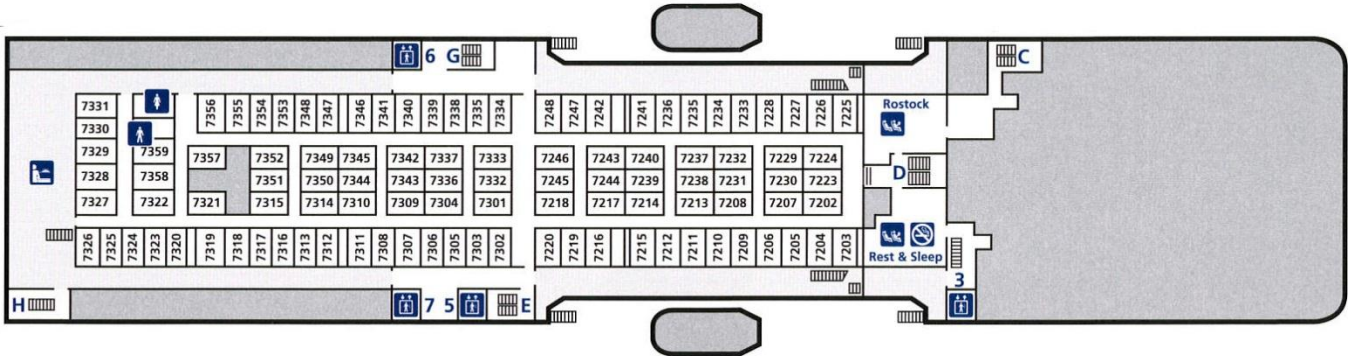 6 G C
7331 7356 7355 7354 7353 7348 7347 7346 7341 7340 7339 7338 7335 7334 7248 7247 7242 7241 7236 7235 7234 7233 7228 7227 7226 7225 Rostock
7330
7329 7359 7357 7352 7349 7345 7342 7337 7333 7246 7243 7240 7237 7232 7229 7224
7328 7358 7351 7350 7344 7343 7336 7332 7245 7244 7239 7238 7231 7230 7223 D
7327 7322 7321 7315 7314 7310 7309 7304 7301 7218 7217 7214 7213 7208 7207 7202
7326 7325 7324 7323 7320 7319 7318 7317 7316 7313 7312 7311 7308 7307 7306 7305 7303 7302 7220 7219 7216 7215 7212 7211 7210 7209 7206 7205 7204 7203 Rest & Sleep
3
H 7 5 E